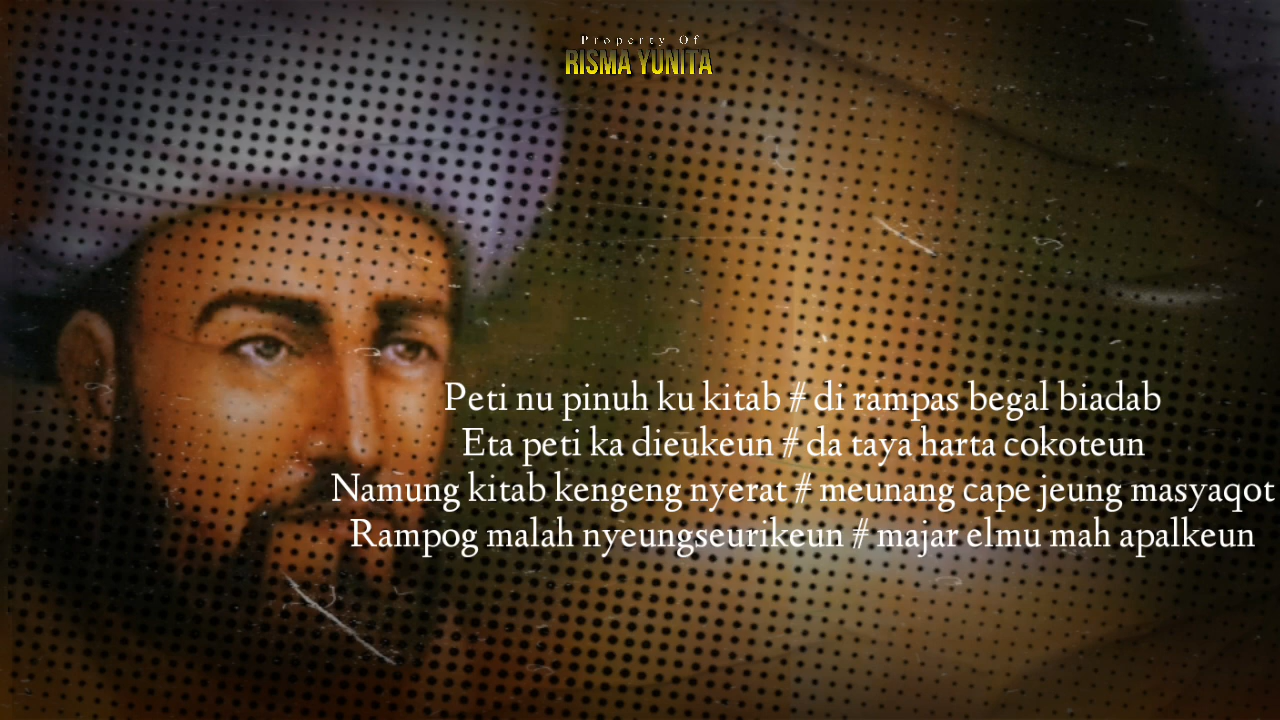 Property Of
RISMA YUNITA
Peti nu pinuh ku kitab # di rampas begal biadab
Eta peti ka dieukeun # da taya harta cokoteun
Namung kitab kengeng nyerat # meunang cape jeung masyaqot
Rampog malah nyeungseurikeun # majar elmu mah apalkeun